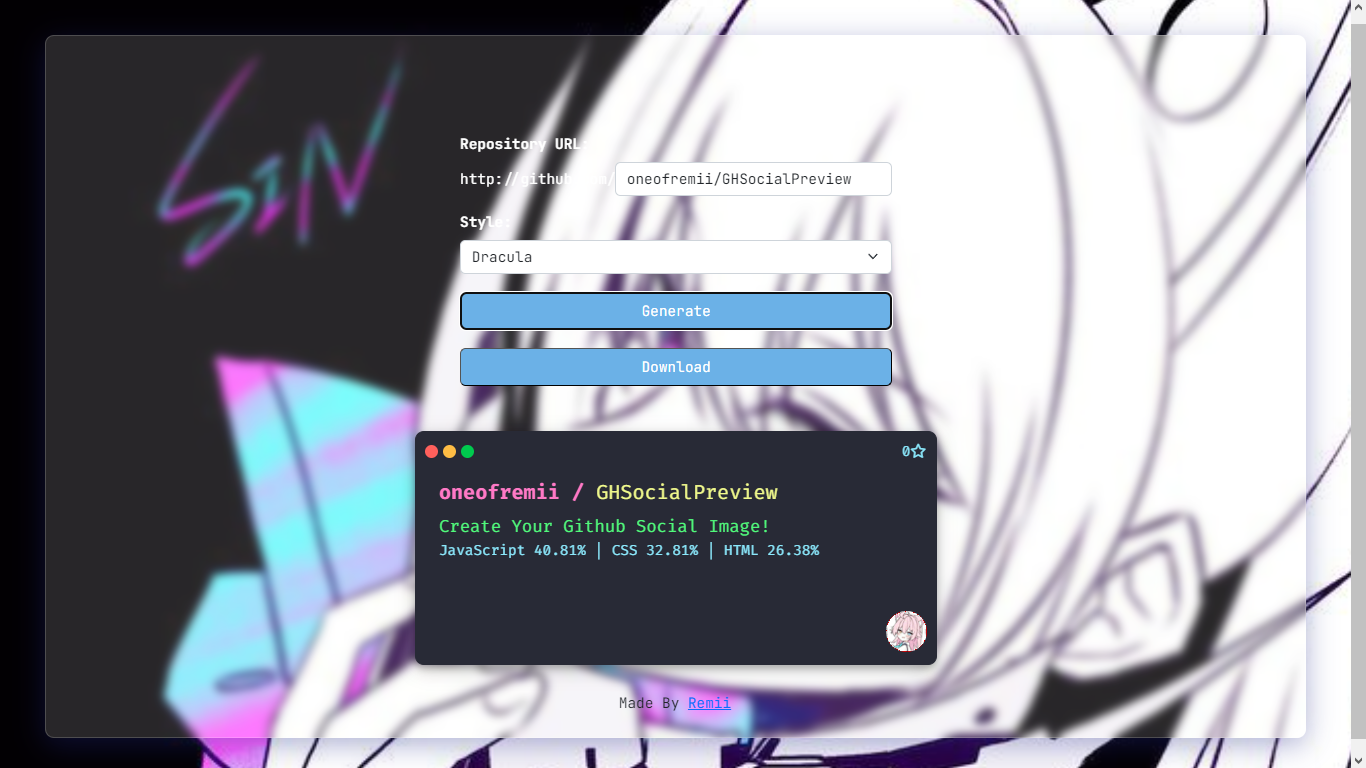 SIN
Repository URL:
http://github.com/ oneofremii/GHSocialPreview
Style:
Dracula
Generate
Download
0
oneofremii / GHSocialPreview
Create Your Github Social Image!
JavaScript 40.81% | CSS 32.81% | HTML 26.38%
Made By Remii